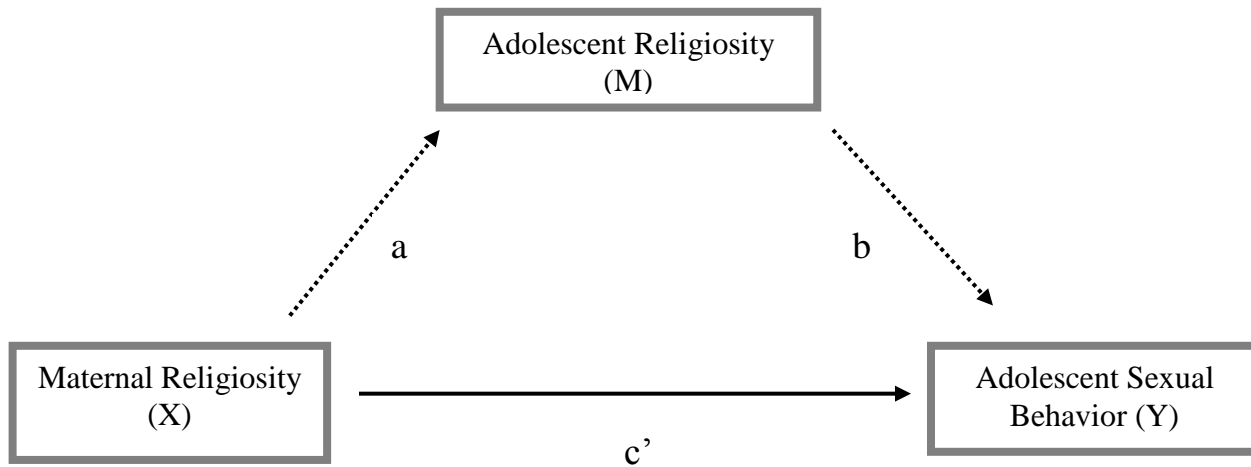 Adolescent Religiosity
(M)
a
b
Maternal Religiosity
(X)
Adolescent Sexual
Behavior (Y)
c’